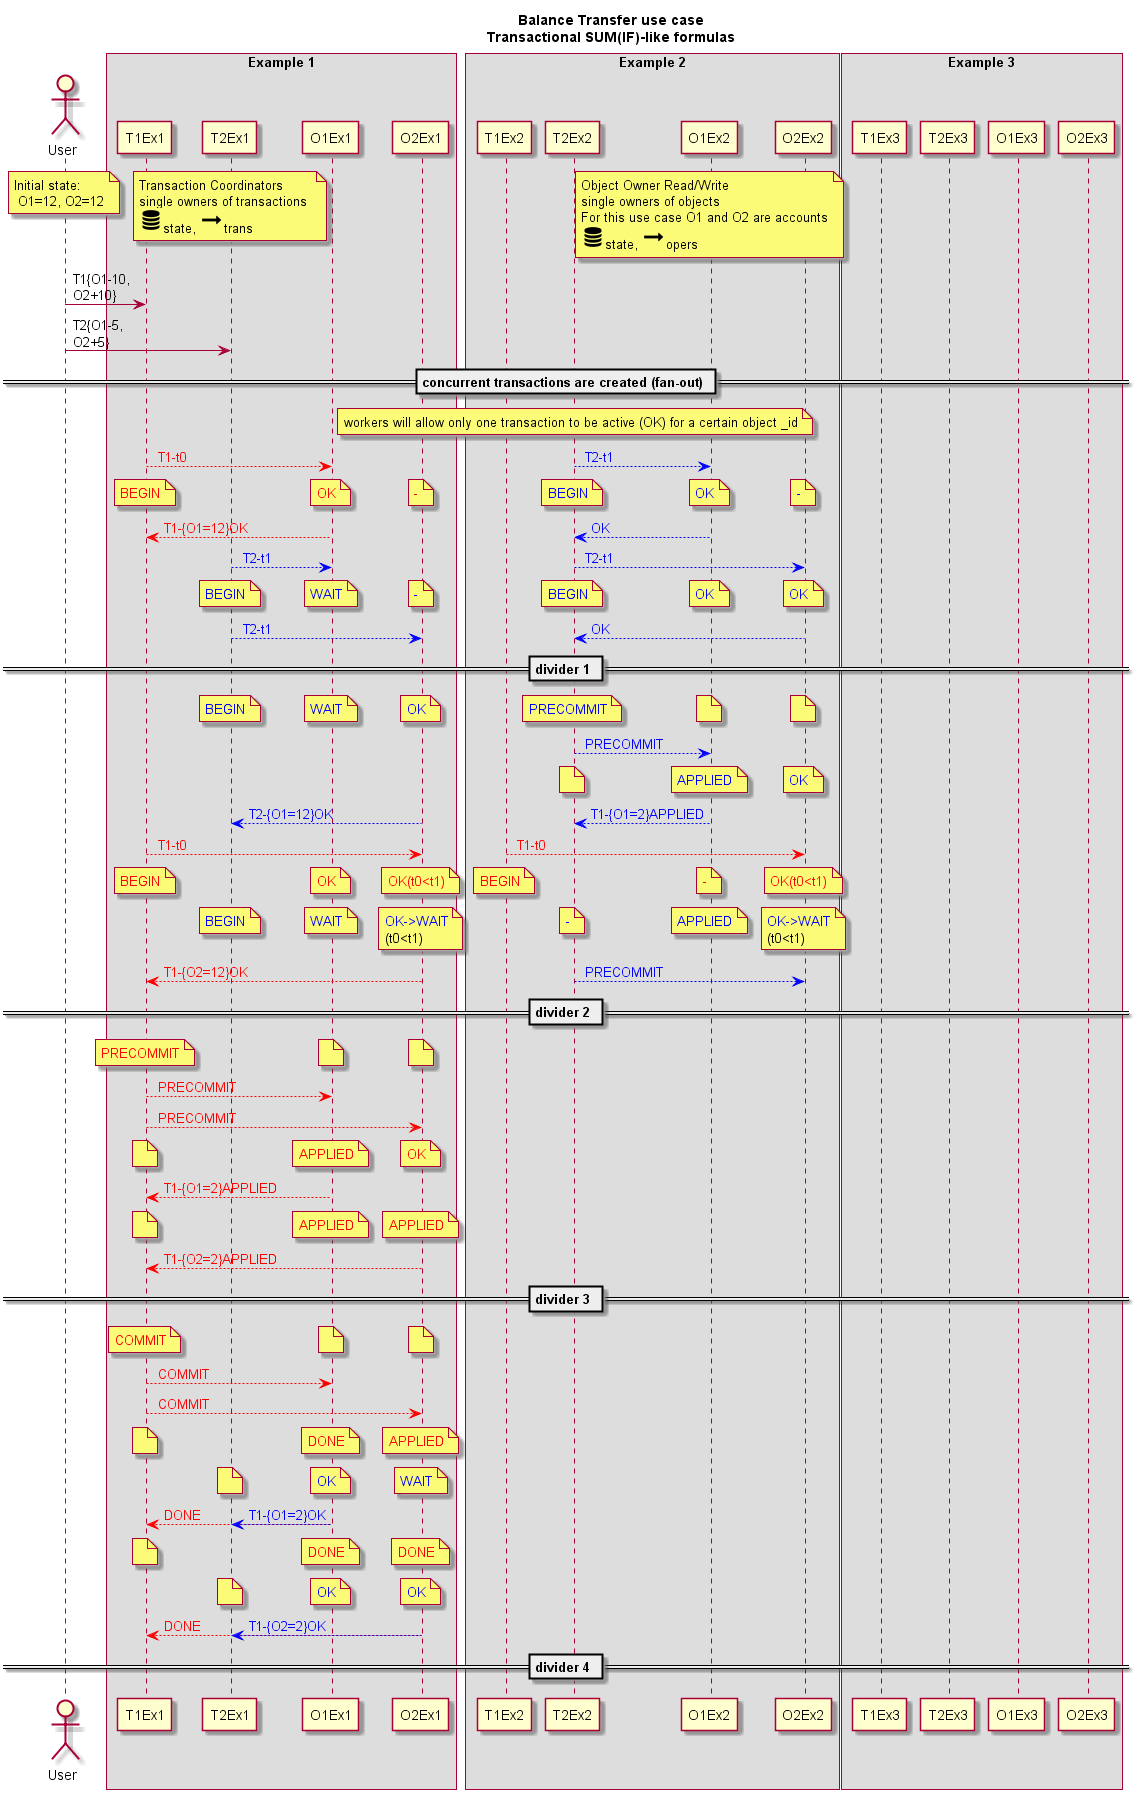 Balance Transfer use case
Transactional SUM(IF)-like formulas
Example 1
Example 2
Example 3
User
T1Ex1
T2Ex1
O1Ex1
O2Ex1
T1Ex2
T2Ex2
O1Ex2
O2Ex2
T1Ex3
T2Ex3
O1Ex3
O2Ex3
Initial state:
O1=12, O2=12
Transaction Coordinators
single owners of transactions
state, trans
Object Owner Read/Write
single owners of objects
For this use case O1 and O2 are accounts
state, opers
T1{O1-10,
O2+10}
T2{O1-5,
O2+5}
concurrent transactions are created (fan-out)
workers will allow only one transaction to be active (OK) for a certain object _id
T1-t0
T2-t1
BEGIN
OK
-
BEGIN
OK
-
T1-{O1=12}OK
OK
T2-t1
T2-t1
BEGIN
WAIT
-
BEGIN
OK
OK
T2-t1
OK
divider 1
BEGIN
WAIT
OK
PRECOMMIT
PRECOMMIT
APPLIED
OK
T2-{O1=12}OK
T1-{O1=2}APPLIED
T1-t0
T1-t0
BEGIN
OK
OK(t0<t1)
BEGIN
-
OK(t0<t1)
BEGIN
WAIT
OK->WAIT
(t0<t1)
-
APPLIED
OK->WAIT
(t0<t1)
T1-{O2=12}OK
PRECOMMIT
divider 2
PRECOMMIT
PRECOMMIT
PRECOMMIT
APPLIED
OK
T1-{O1=2}APPLIED
APPLIED
APPLIED
T1-{O2=2}APPLIED
divider 3
COMMIT
COMMIT
COMMIT
DONE
APPLIED
OK
WAIT
DONE
T1-{O1=2}OK
DONE
DONE
OK
OK
DONE
T1-{O2=2}OK
divider 4
T1Ex1
T2Ex1
O1Ex1
O2Ex1
T1Ex2
T2Ex2
O1Ex2
O2Ex2
T1Ex3
T2Ex3
O1Ex3
O2Ex3
User